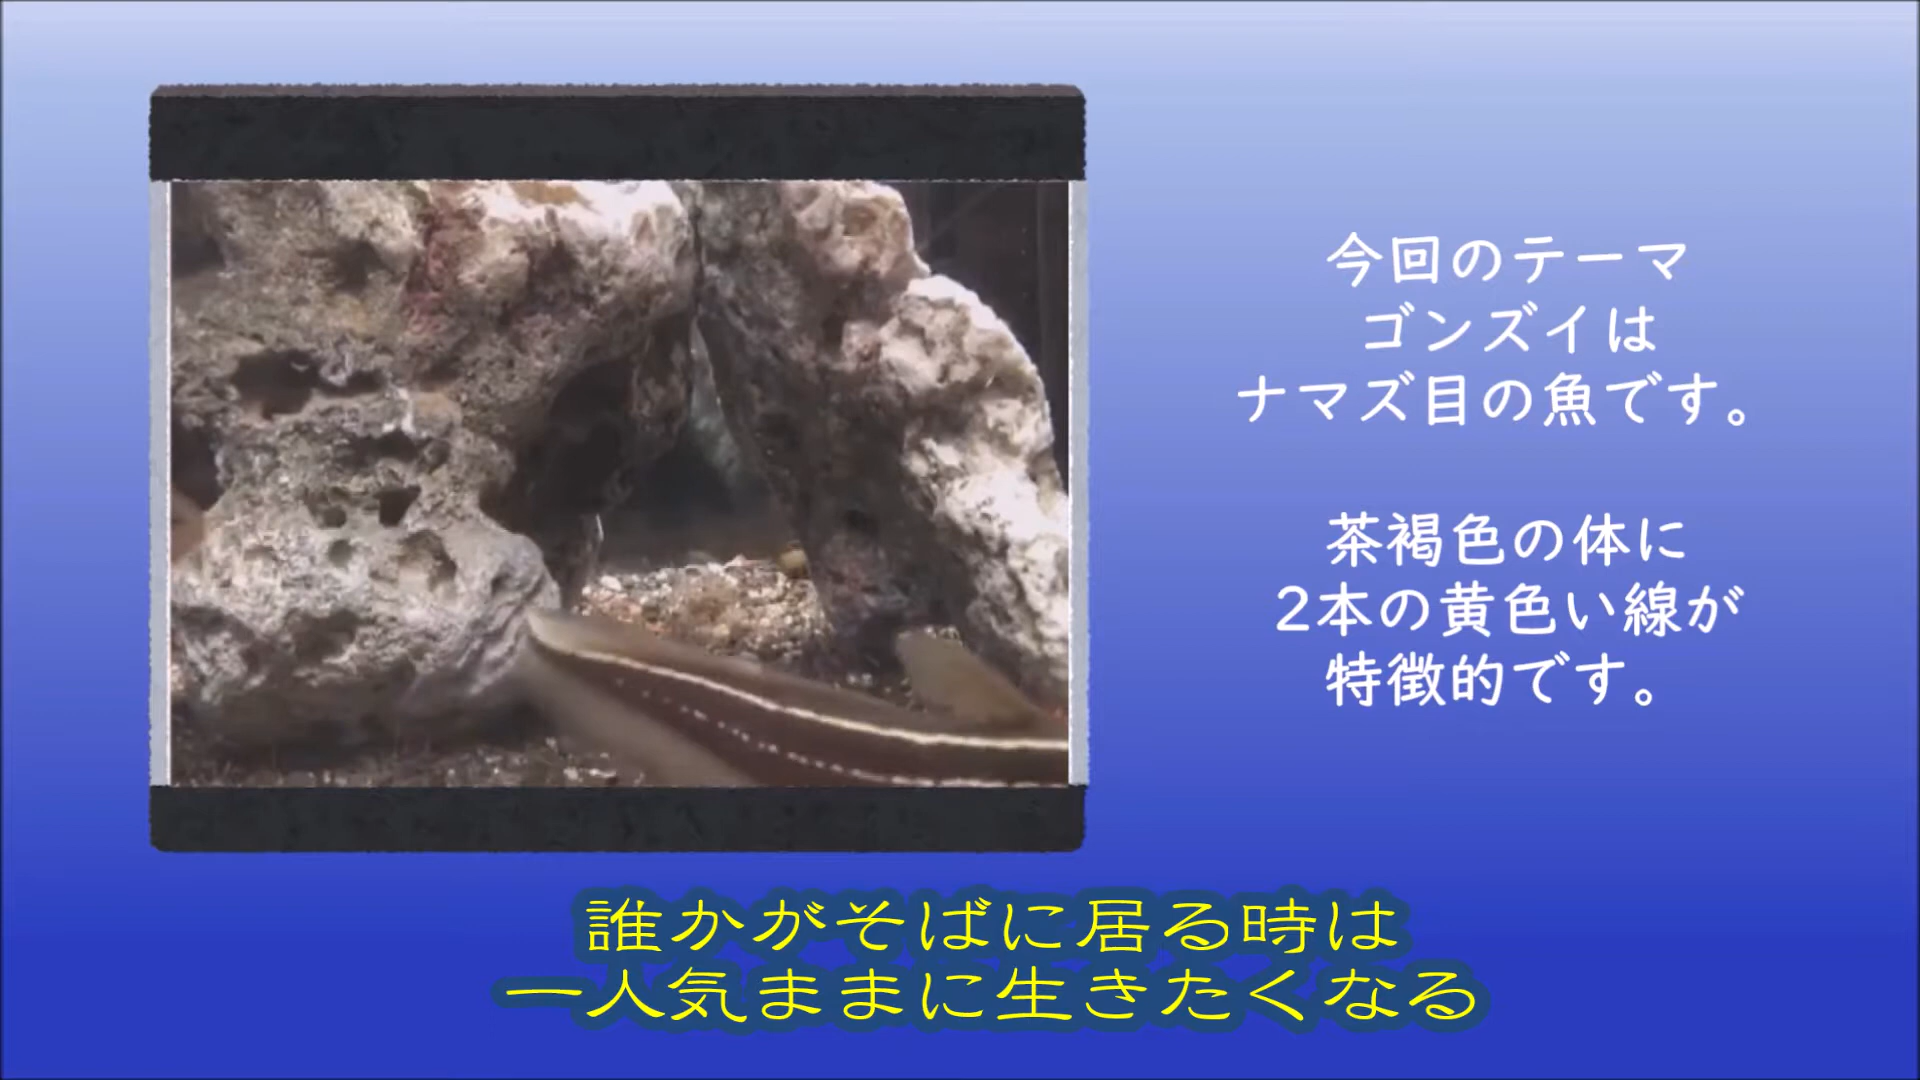 今回のテーマ
ゴンズイは
ナマズ目の魚です。
茶褐色の体に
2本の黄色い線が
特徴的です。
誰かがそばに居る時は
一人気ままに生きたくなる